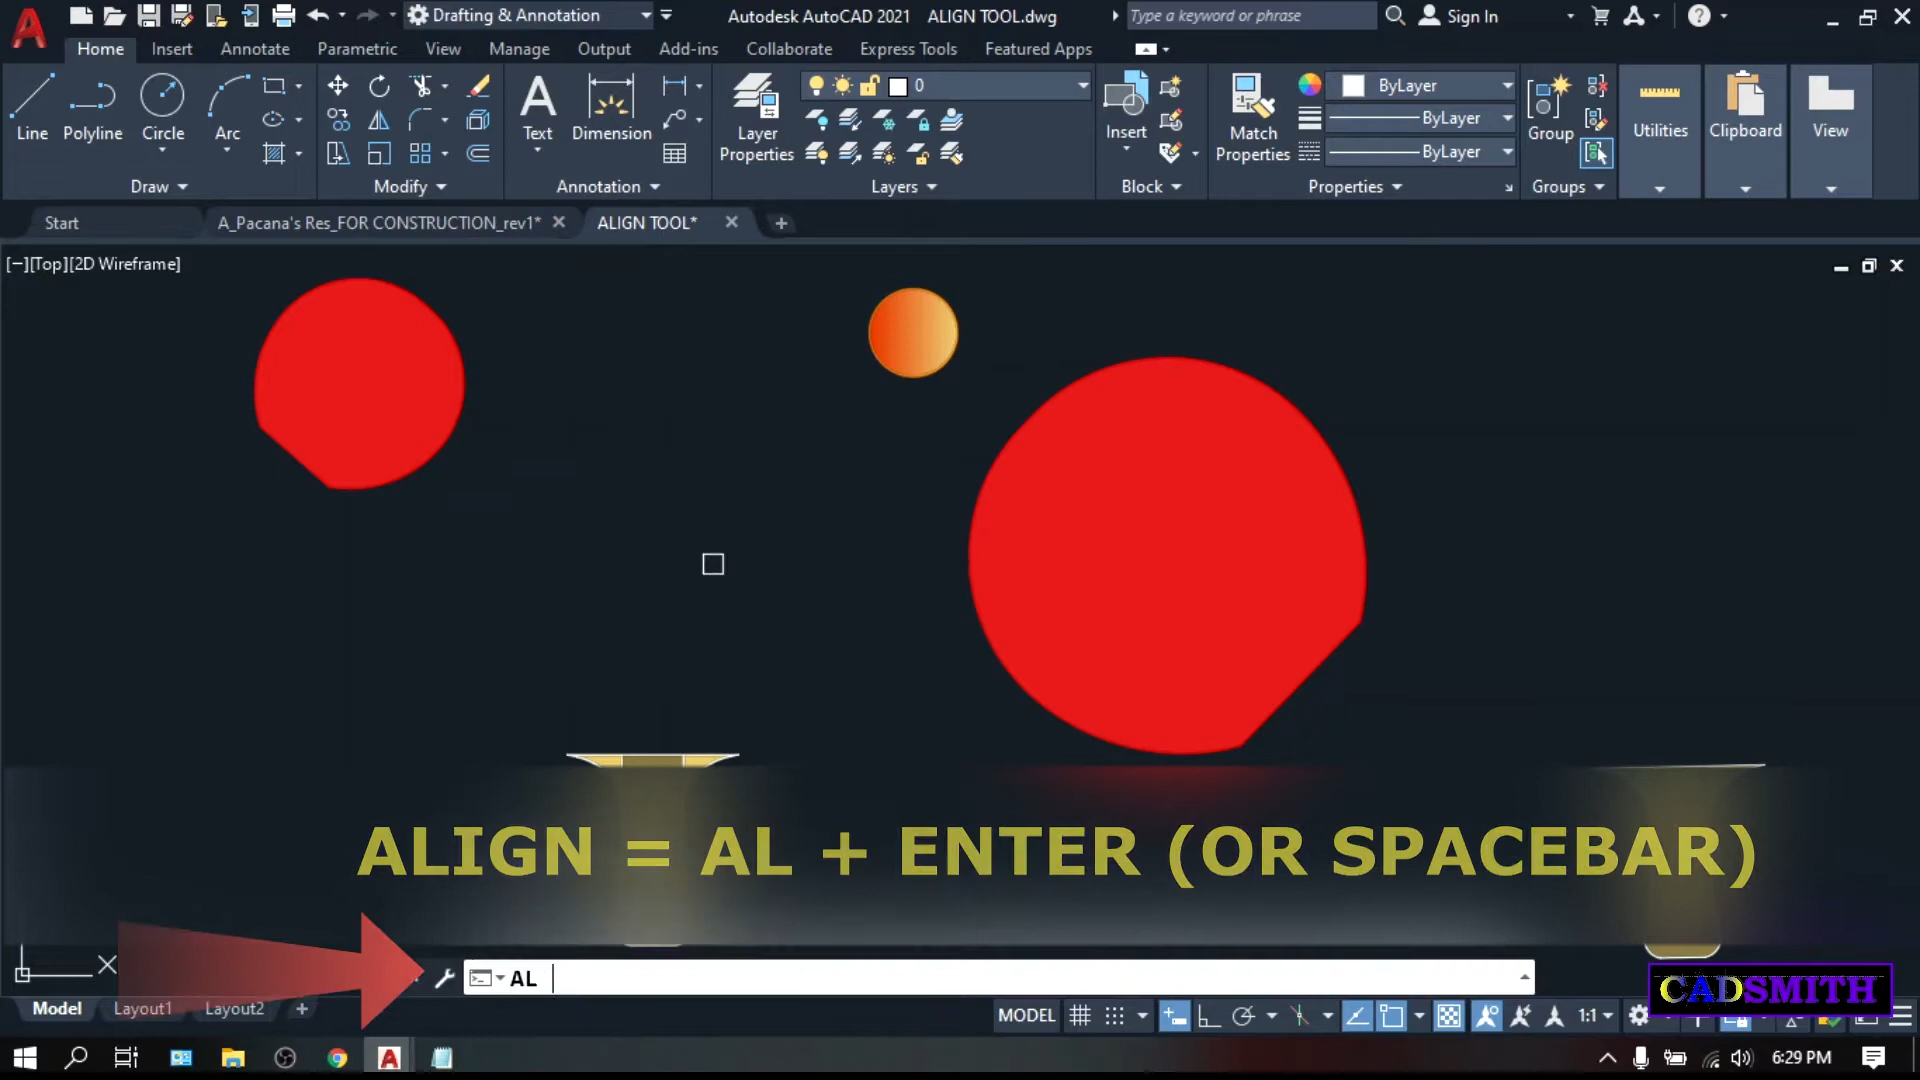 Drafting & Annotation
Autodesk AutoCAD 2021 ALIGN TOOL.dwg
Type a keyword or phrase
Sign In
Home Insert Annotate Parametric View Manage Output Add-ins Collaborate Express Tools Featured Apps
Line Polyline Circle Arc
Text Dimension
Layer Properties
0
Insert
Match Properties
ByLayer
ByLayer
ByLayer
Group
Utilities Clipboard View
Draw Modify Annotation Layers Block Properties Groups
Start A_Pacana's Res_FOR CONSTRUCTION_rev1* ALIGN TOOL*
[−][Top][2D Wireframe]
ALIGN = AL + ENTER (OR SPACEBAR)
AL
CADSMITH
Model Layout1 Layout2
MODEL 1:1
6:29 PM